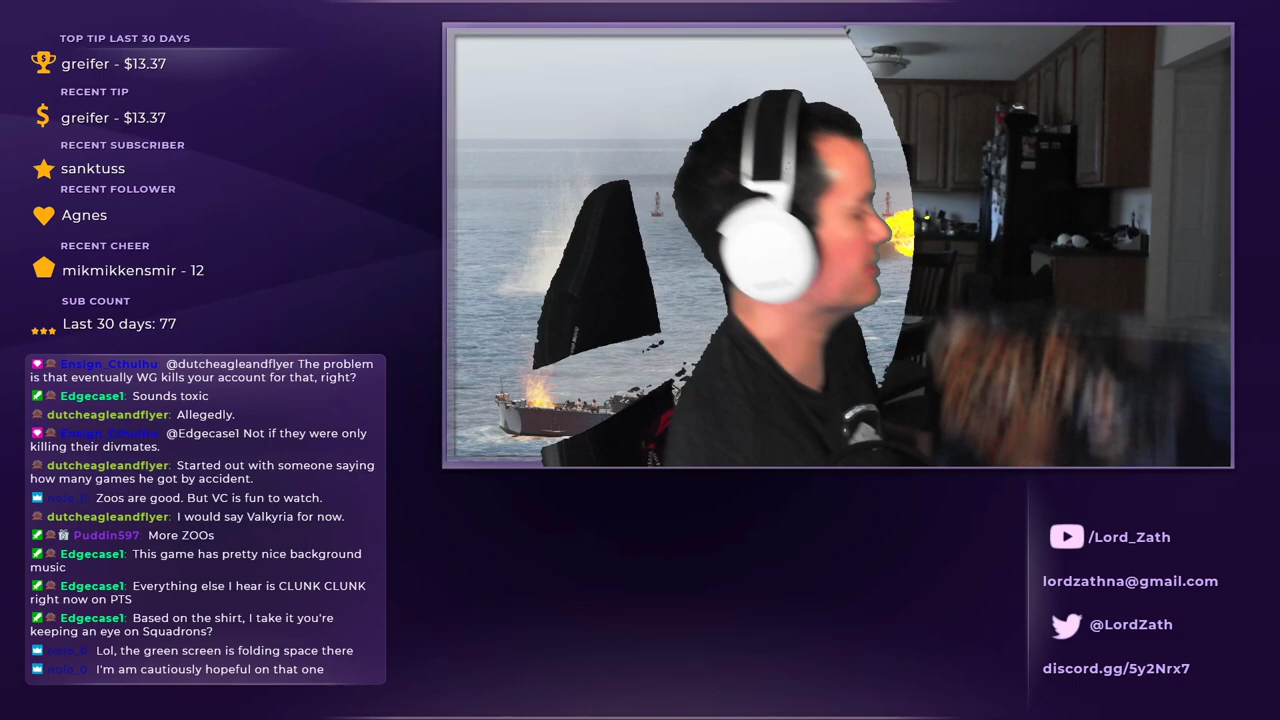 TOP TIP LAST 30 DAYS
greifer - $13.37
RECENT TIP
greifer - $13.37
RECENT SUBSCRIBER
sanktuss
RECENT FOLLOWER
Agnes
RECENT CHEER
mikmikkensmir - 12
SUB COUNT
Last 30 days: 77
Ensign_Cthulhu: @dutcheagleandflyer The problem
is that eventually WG kills your account for that, right?
Edgecase1: Sounds toxic
dutcheagleandflyer: Allegedly.
Ensign_Cthulhu: @Edgecase1 Not if they were only
killing their divmates.
dutcheagleandflyer: Started out with someone saying
how many games he got by accident.
nolo_0: Zoos are good. But VC is fun to watch.
dutcheagleandflyer: I would say Valkyria for now.
Puddin597: More ZOOs
Edgecase1: This game has pretty nice background
music
Edgecase1: Everything else I hear is CLUNK CLUNK
right now on PTS
Edgecase1: Based on the shirt, I take it you're
keeping an eye on Squadrons?
nolo_0: Lol, the green screen is folding space there
nolo_0: I'm am cautiously hopeful on that one
/Lord_Zath
lordzathna@gmail.com
@LordZath
discord.gg/5y2Nrx7